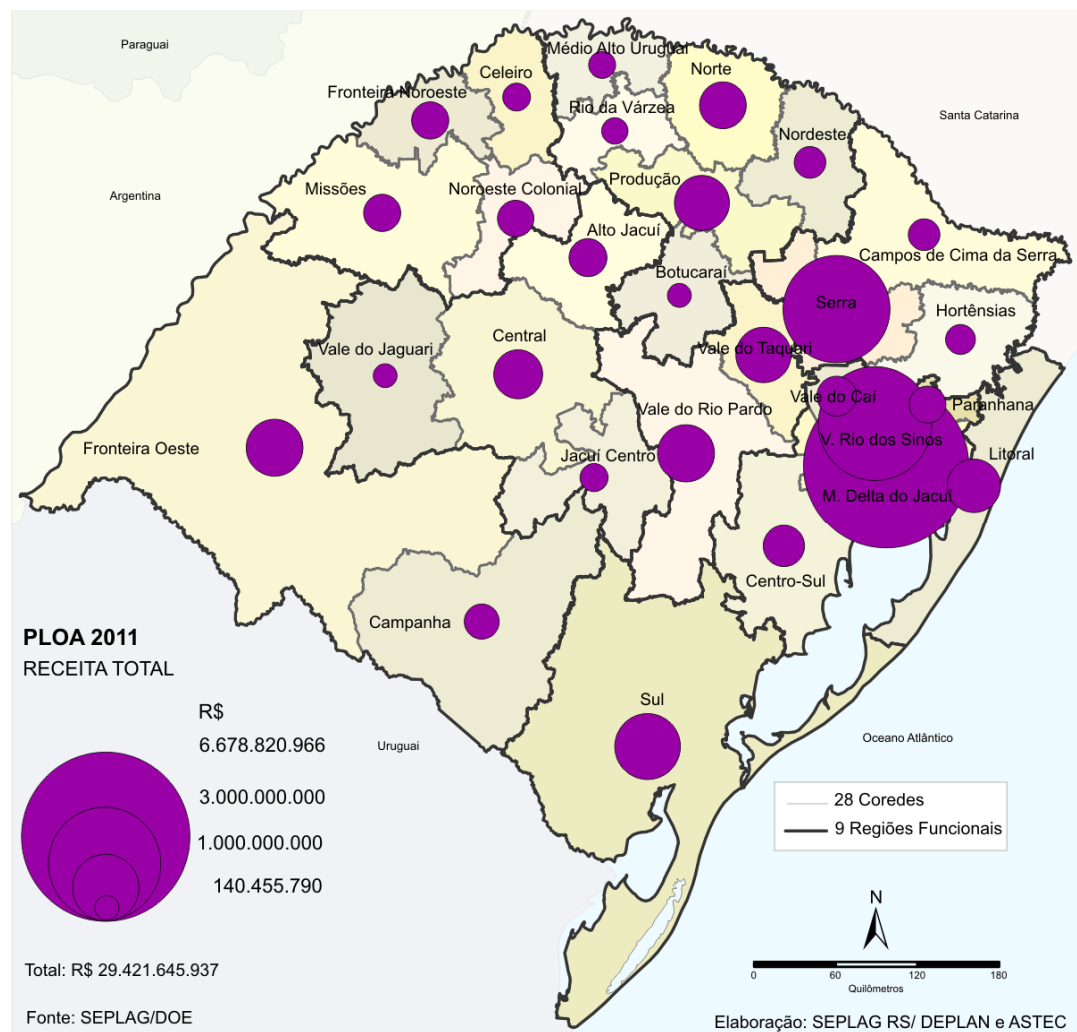 Paraguai
Médio Alto Uruguai
Celeiro
Norte
Fronteira Noroeste
Rio da Várzea
Santa Catarina
Nordeste
Argentina
Missões
Noroeste Colonial
Produção
Alto Jacuí
Campos de Cima da Serra
Botucaraí
Serra
Hortênsias
Central
Vale do Jaguari
Vale do Taquari
Vale do Caí
Paranhana
Vale do Rio Pardo
V. Rio dos Sinos
Fronteira Oeste
Jacuí Centro
Litoral
M. Delta do Jacuí
Centro-Sul
Campanha
Sul
Uruguai
Oceano Atlântico
PLOA 2011
RECEITA TOTAL
R$
6.678.820.966
3.000.000.000
1.000.000.000
140.455.790
Total: R$ 29.421.645.937
Fonte: SEPLAG/DOE
28 Coredes
9 Regiões Funcionais
N
0 60 120 180
Quilômetros
Elaboração: SEPLAG RS/ DEPLAN e ASTEC